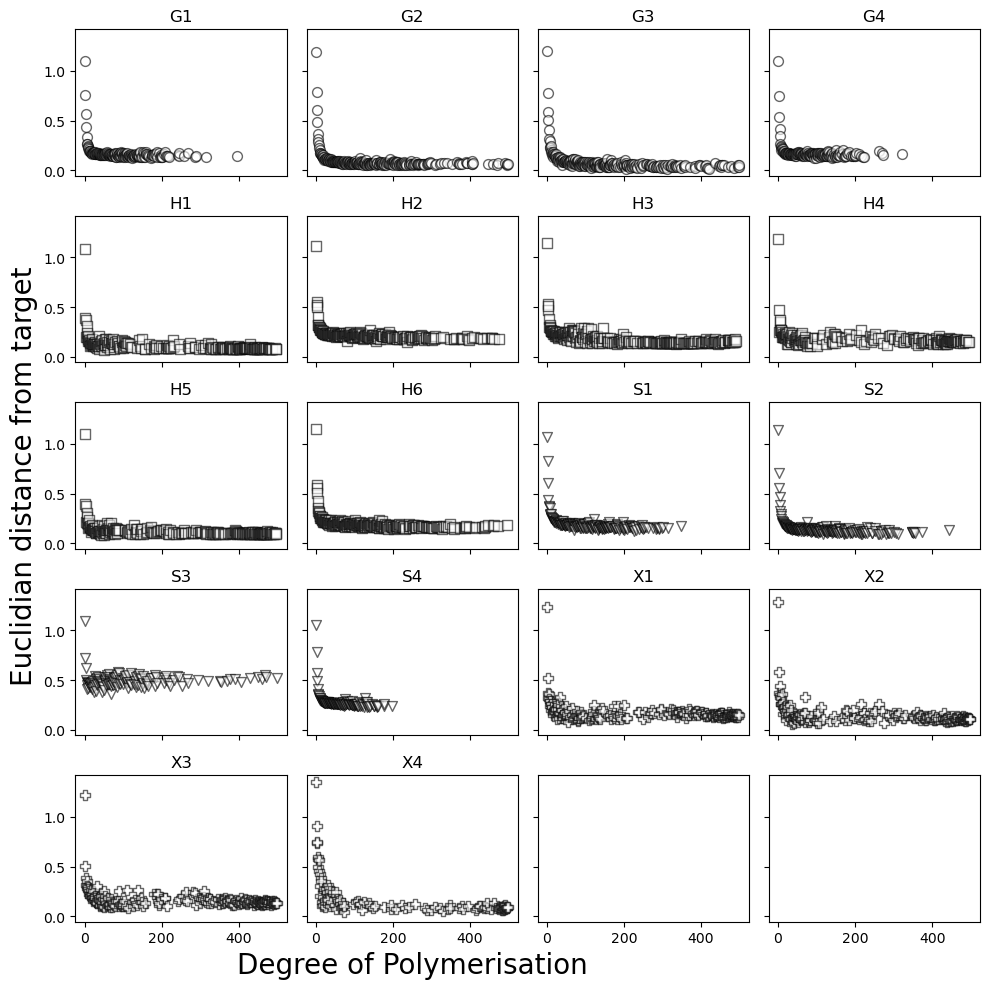 G1 G2 G3 G4
1.0
0.5
0.0
H1 H2 H3 H4
1.0
0.5
0.0
H5 H6 S1 S2
1.0
0.5
0.0
S3 S4 X1 X2
1.0
0.5
0.0
X3 X4
1.0
0.5
0.0
0 200 400 0 200 400 0 200 400 0 200 400
Euclidian distance from target
Degree of Polymerisation